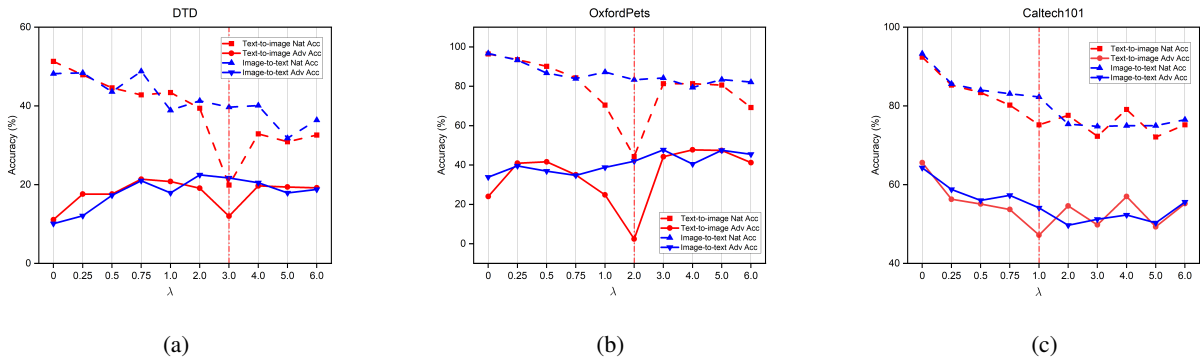 DTD
60
40
20
0
Accuracy (%)
Text-to-image Nat Acc
Text-to-image Adv Acc
Image-to-text Nat Acc
Image-to-text Adv Acc
0 0.25 0.5 0.75 1.0 2.0 3.0 4.0 5.0 6.0
λ
(a)
OxfordPets
100
80
60
40
20
0
Accuracy (%)
Text-to-image Nat Acc
Text-to-image Adv Acc
Image-to-text Nat Acc
Image-to-text Adv Acc
0 0.25 0.5 0.75 1.0 2.0 3.0 4.0 5.0 6.0
λ
(b)
Caltech101
100
80
60
40
Accuracy (%)
Text-to-image Nat Acc
Text-to-image Adv Acc
Image-to-text Nat Acc
Image-to-text Adv Acc
0 0.25 0.5 0.75 1.0 2.0 3.0 4.0 5.0 6.0
λ
(c)